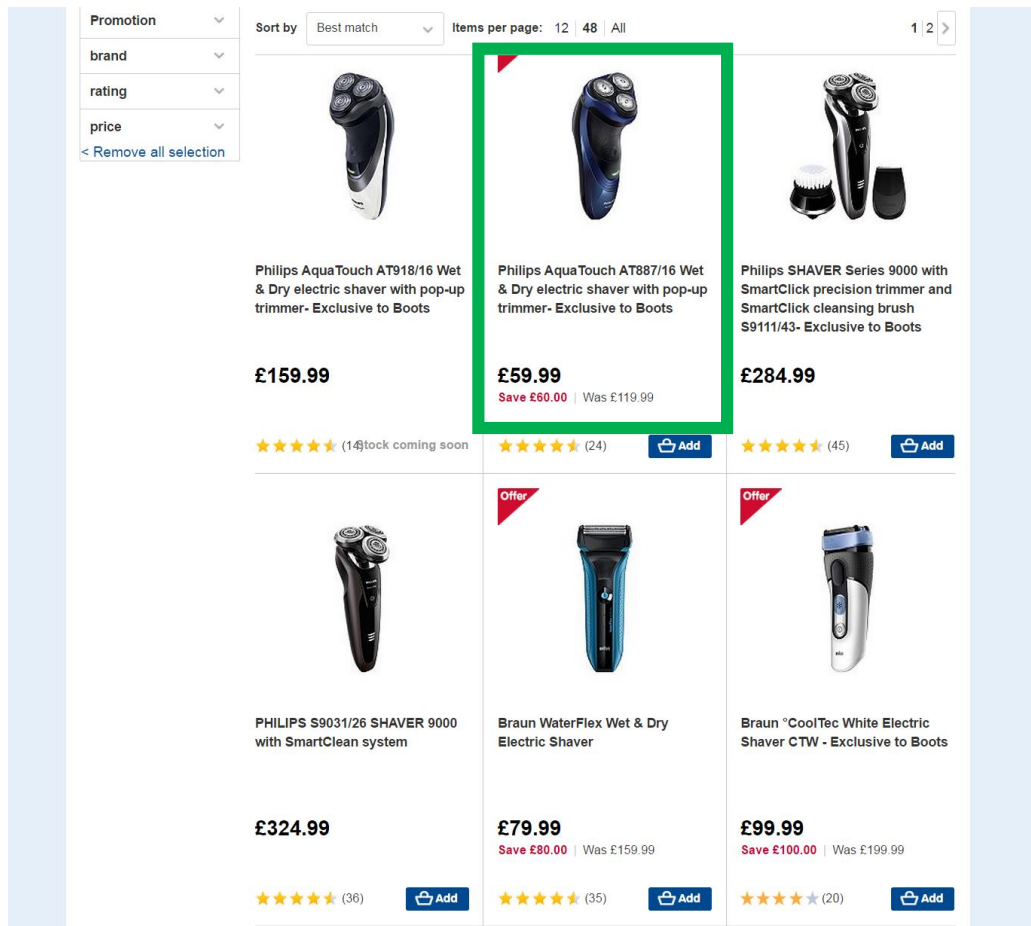 Promotion
brand
rating
price
< Remove all selection
Sort by Best match Items per page: 12 48 All 1 2 >
Philips AquaTouch AT918/16 Wet
& Dry electric shaver with pop-up
trimmer- Exclusive to Boots
£159.99
(14) Stock coming soon
Philips AquaTouch AT887/16 Wet
& Dry electric shaver with pop-up
trimmer- Exclusive to Boots
£59.99
Save £60.00 | Was £119.99
(24) Add
Philips SHAVER Series 9000 with
SmartClick precision trimmer and
SmartClick cleansing brush
S9111/43- Exclusive to Boots
£284.99
(45) Add
PHILIPS S9031/26 SHAVER 9000
with SmartClean system
£324.99
(36) Add
Offer
Braun WaterFlex Wet & Dry
Electric Shaver
£79.99
Save £80.00 | Was £159.99
(35) Add
Offer
Braun °CoolTec White Electric
Shaver CTW - Exclusive to Boots
£99.99
Save £100.00 | Was £199.99
(20) Add